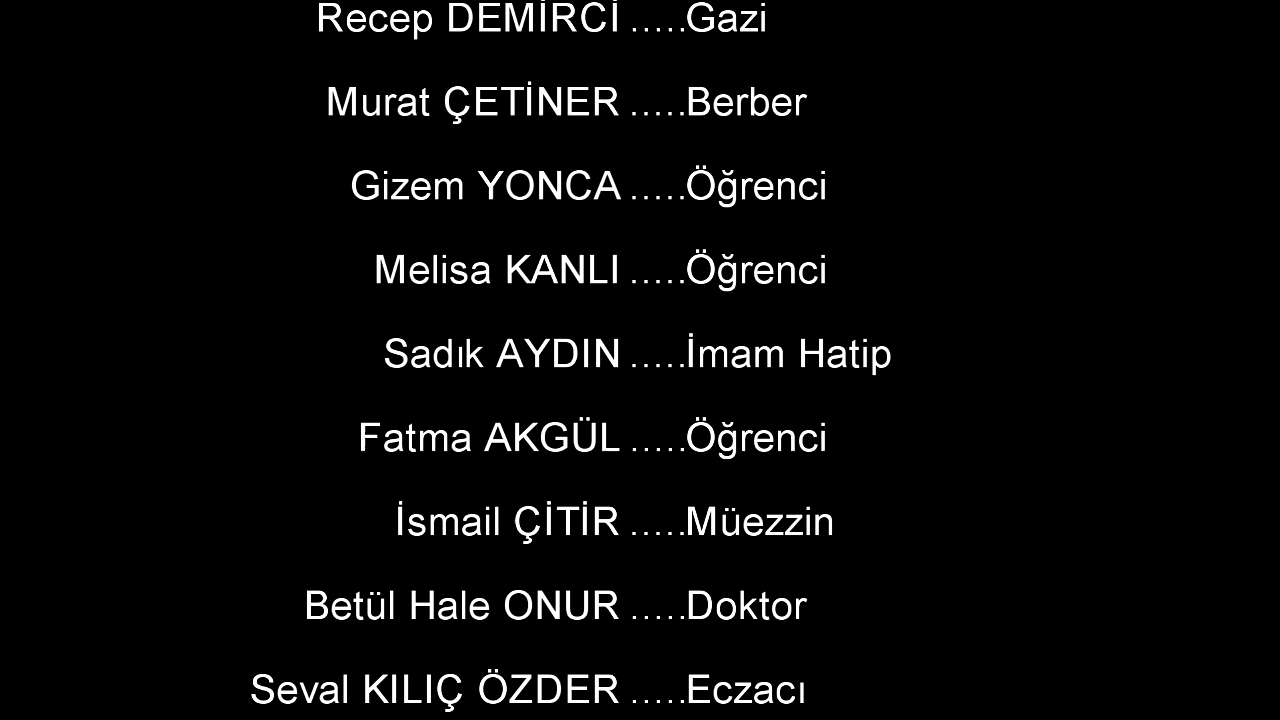 Recep DEMİRCİ .....Gazi
Murat ÇETİNER .....Berber
Gizem YONCA .....Öğrenci
Melisa KANLI .....Öğrenci
Sadık AYDIN .....İmam Hatip
Fatma AKGÜL .....Öğrenci
İsmail ÇİTİR .....Müezzin
Betül Hale ONUR .....Doktor
Seval KILIÇ ÖZDER .....Eczacı